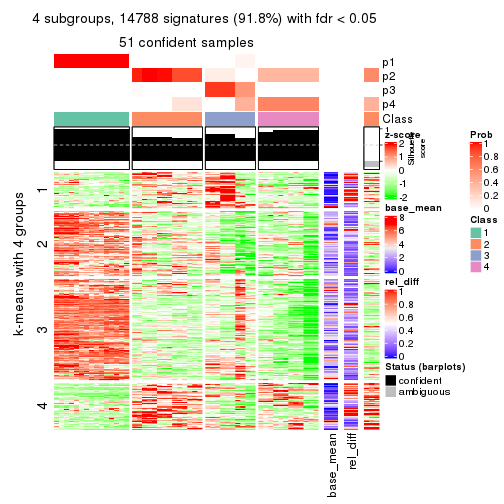 4 subgroups, 14788 signatures (91.8%) with fdr < 0.05
51 confident samples
p1
p2
p3
p4
Class
1
Silhouette
score
k-means with 4 groups
1
2
3
4
base_mean
rel_diff
z-score
2
1
0
-1
-2
base_mean
8
6
4
2
0
rel_diff
1
0.8
0.6
0.4
0.2
0
Status (barplots)
confident
ambiguous
Prob
1
0.8
0.6
0.4
0.2
0
Class
1
2
3
4